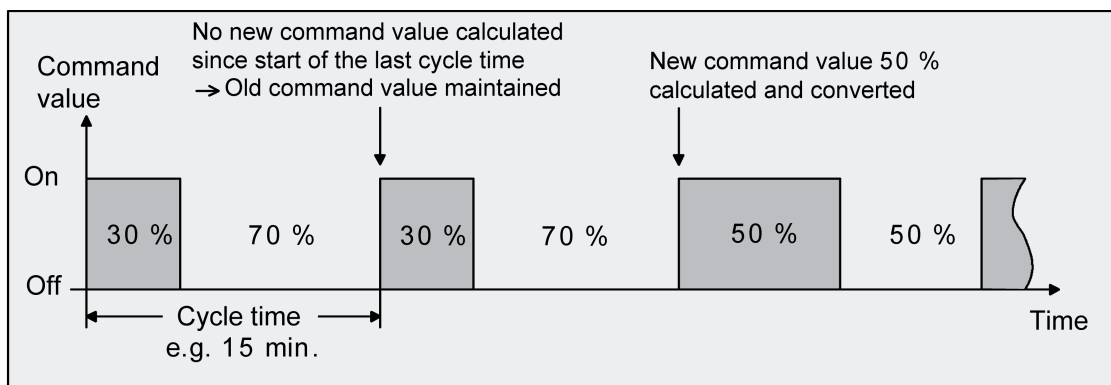 No new command value calculated
since start of the last cycle time
→ Old command value maintained
Command
value
New command value 50 %
calculated and converted
On
30 %
70 %
30 %
70 %
50 %
50 %
Off
Cycle time
e.g. 15 min.
Time